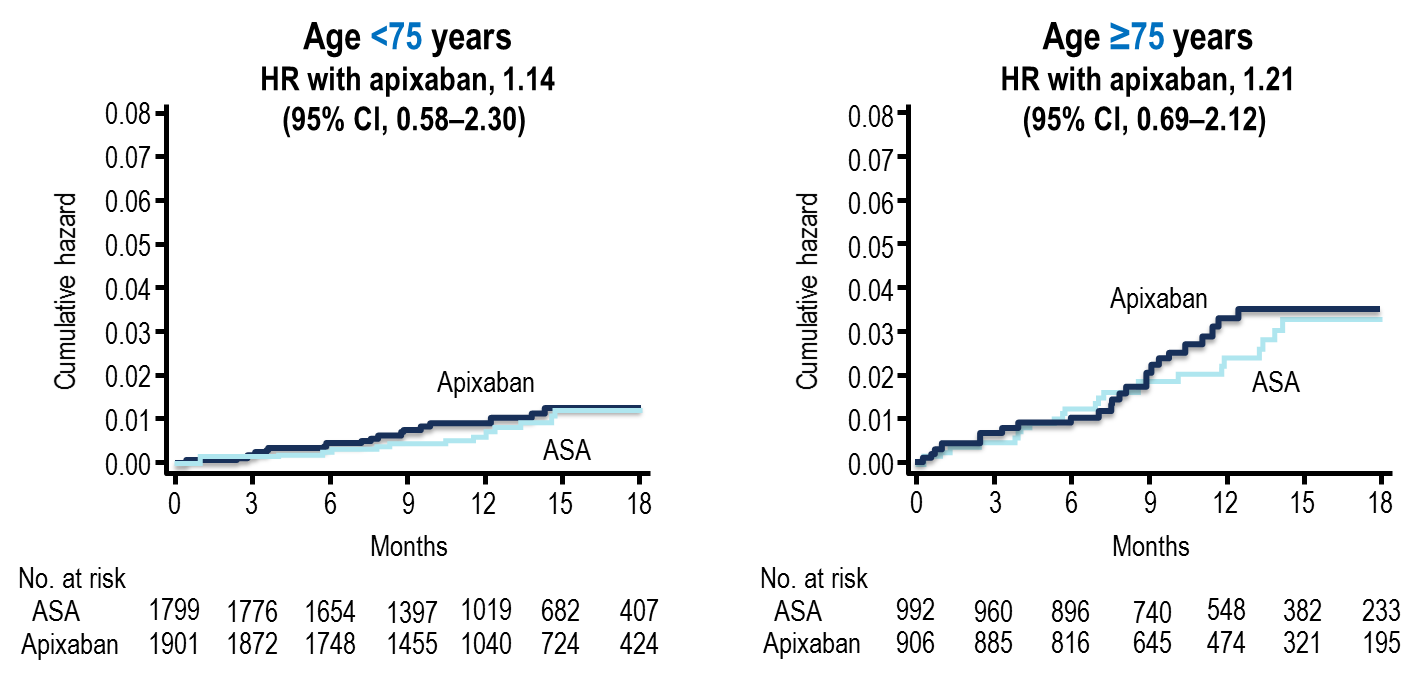 Age <75 years
HR with apixaban, 1.14
(95% CI, 0.58–2.30)
Cumulative hazard
0.08
0.07
0.06
0.05
0.04
0.03
0.02
0.01
0.00
Apixaban
ASA
0 3 6 9 12 15 18
Months
No. at risk
ASA 1799 1776 1654 1397 1019 682 407
Apixaban 1901 1872 1748 1455 1040 724 424
Age ≥75 years
HR with apixaban, 1.21
(95% CI, 0.69–2.12)
Cumulative hazard
0.08
0.07
0.06
0.05
0.04
0.03
0.02
0.01
0.00
Apixaban
ASA
0 3 6 9 12 15 18
Months
No. at risk
ASA 992 960 896 740 548 382 233
Apixaban 906 885 816 645 474 321 195